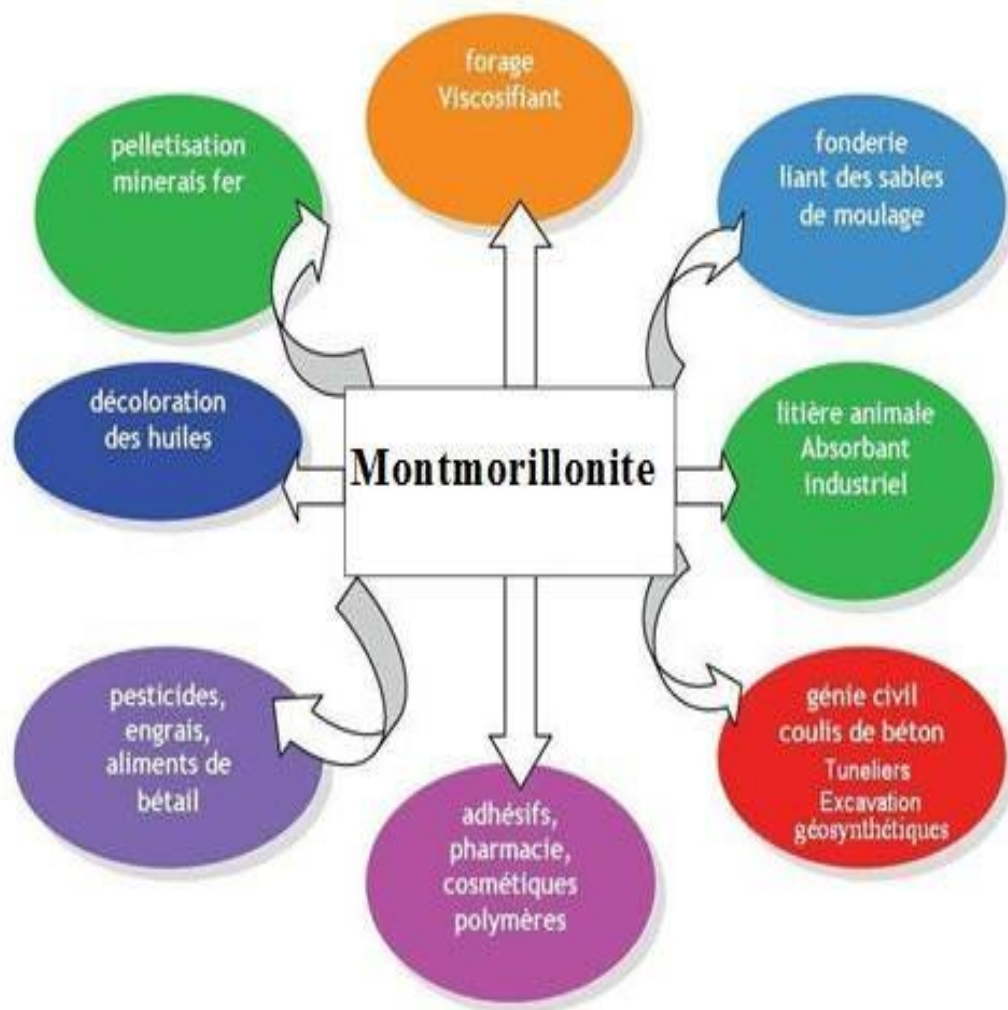 forage
Viscosifiant
pelletisation
minerais fer
fonderie
liant des sables
de moulage
décoloration
des huiles
Montmorillonite
litière animale
Absorbant
industriel
pesticides,
engrais,
aliments de
bétail
adhésifs,
pharmacie,
cosmétiques
polymères
génie civil
coulis de béton
Tuneliers
Excavation
géosynthétiques